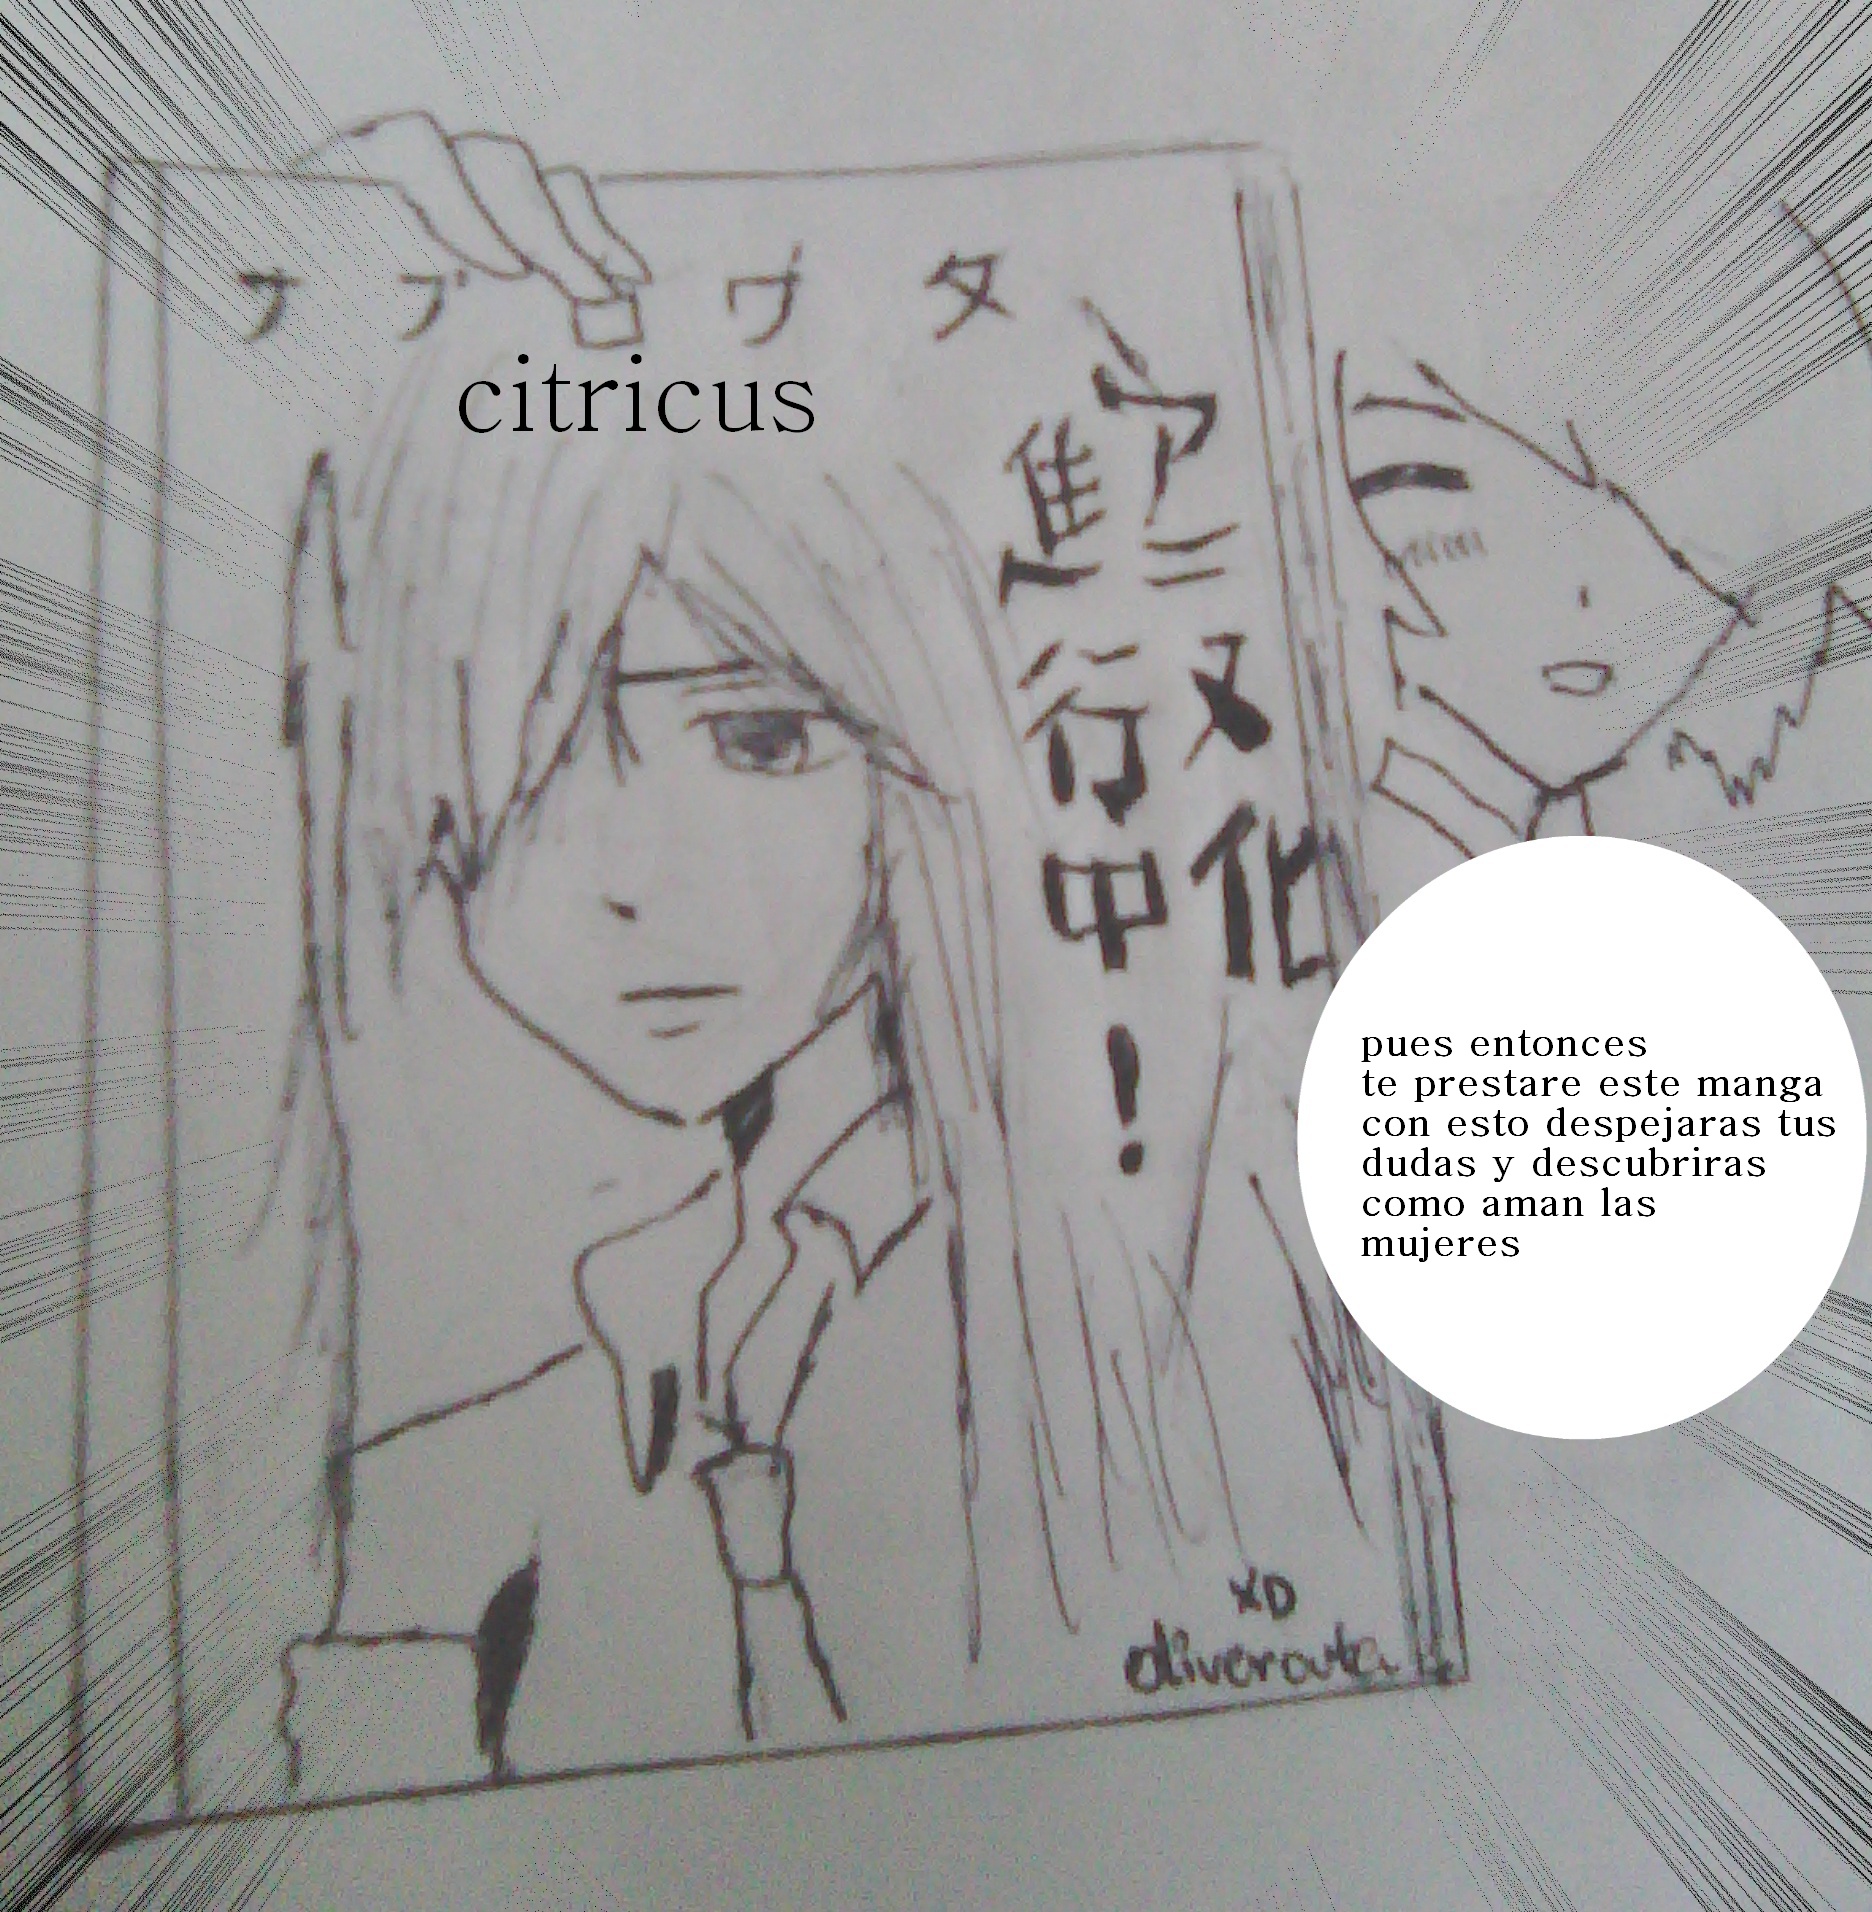 citricus
アニメ化
進行中！
pues entonces
te prestare este manga
con esto despejaras tus
dudas y descubriras
como aman las
mujeres
XD